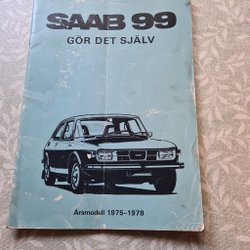 SAAB 99
GÖR DET SJÄLV
Årsmodell 1975-1978